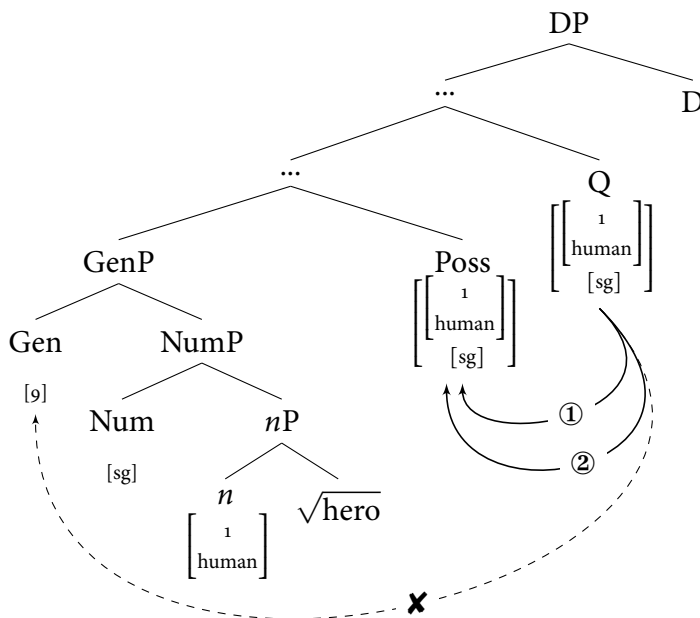 DP
...
D
...
Q
1
human
[sg]
GenP
Poss
1
human
[sg]
Gen
NumP
[9]
Num
nP
①
[sg]
②
n
√hero
1
human
✘